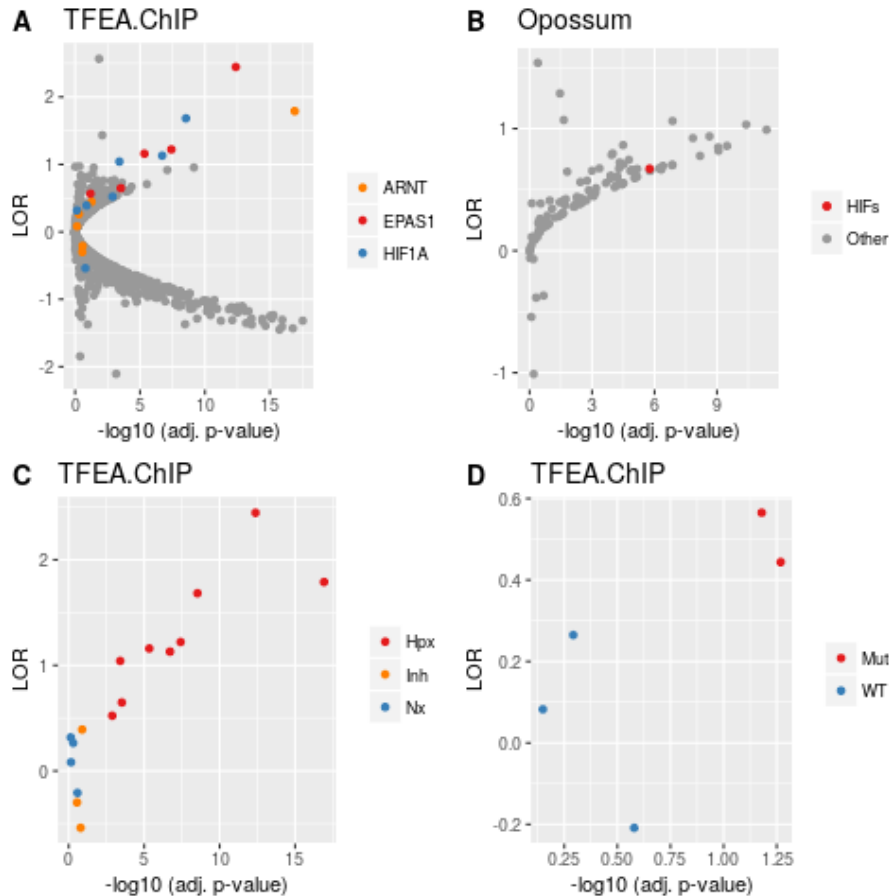 A TFEA.ChIP
LOR
2
1
0
-1
-2
0 5 10 15
-log10 (adj. p-value)
ARNT
EPAS1
HIF1A
B Opossum
LOR
1
0
-1
0 3 6 9
-log10 (adj. p-value)
HIFs
Other
C TFEA.ChIP
LOR
2
1
0
0 5 10 15
-log10 (adj. p-value)
Hpx
Inh
Nx
D TFEA.ChIP
LOR
0.6
0.4
0.2
0.0
-0.2
0.25 0.50 0.75 1.00 1.25
-log10 (adj. p-value)
Mut
WT